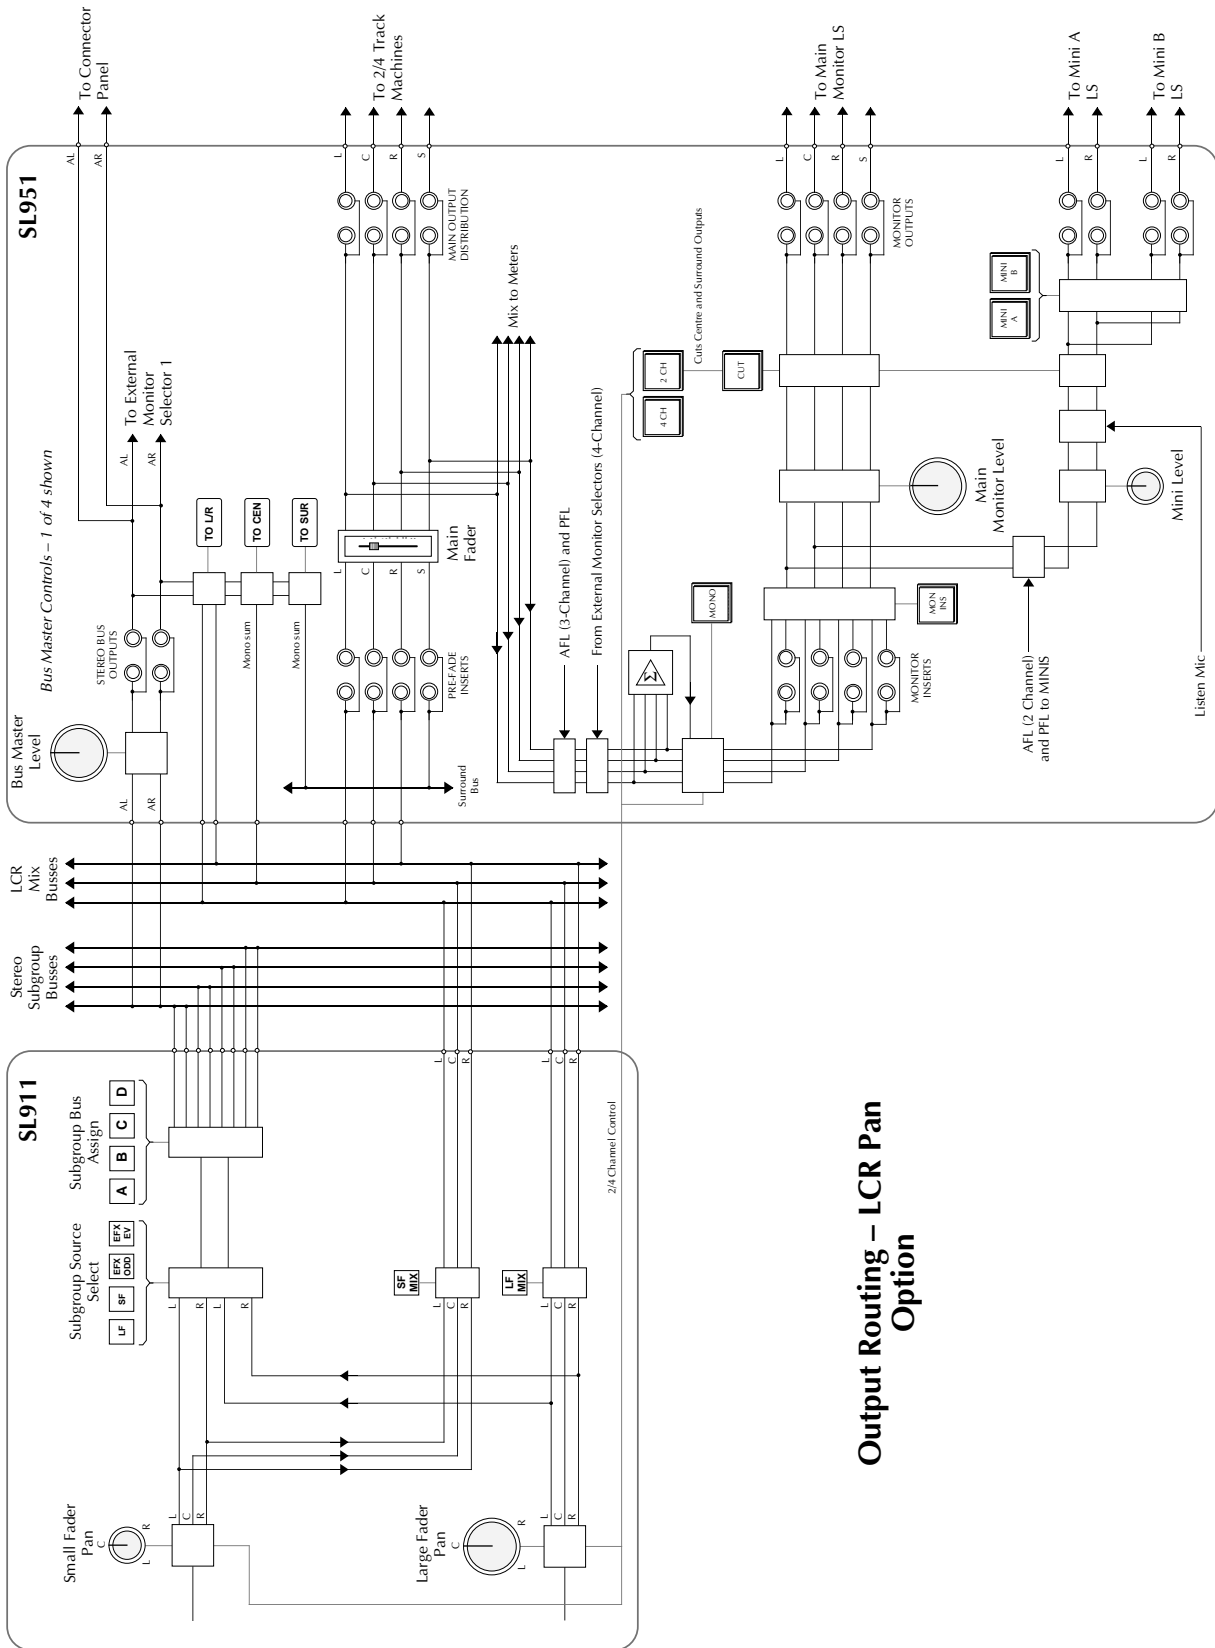 SL911
Small Fader
Pan
C
L
R
L
C
R
Large Fader
Pan
C
L
R
L
C
R
Subgroup Source
Select
LF
SF
EFX
ODD
EFX
EV
L
R
L
R
SF
MIX
L
C
R
LF
MIX
L
C
R
Subgroup Bus
Assign
A
B
C
D
L
C
R
L
C
R
2/4 Channel Control
Stereo
Subgroup
Busses
LCR
Mix
Busses
SL951
Bus Master
Level
AL
AR
Bus Master Controls – 1 of 4 shown
STEREO BUS
OUTPUTS
To External
Monitor
Selector 1
AL
AR
AL
AR
To Connector
Panel
TO L/R
Mono sum
TO CEN
Mono sum
TO SUR
Surround
Bus
PRE-FADE
INSERTS
L
C
R
S
Main
Fader
MAIN OUTPUT
DISTRIBUTION
L
C
R
S
To 2/4 Track
Machines
Mix to Meters
AFL (3-Channel) and PFL
From External Monitor Selectors (4-Channel)
Σ
MONO
MONITOR
INSERTS
MON
INS
4 CH
2 CH
Cuts Centre and Surround Outputs
CUT
Main
Monitor Level
MONITOR
OUTPUTS
L
C
R
S
To Main
Monitor LS
AFL (2 Channel)
and PFL to MINIS
Mini Level
Listen Mic
MINI
A
MINI
B
L
R
L
R
To Mini A
LS
To Mini B
LS
Output Routing – LCR Pan
Option